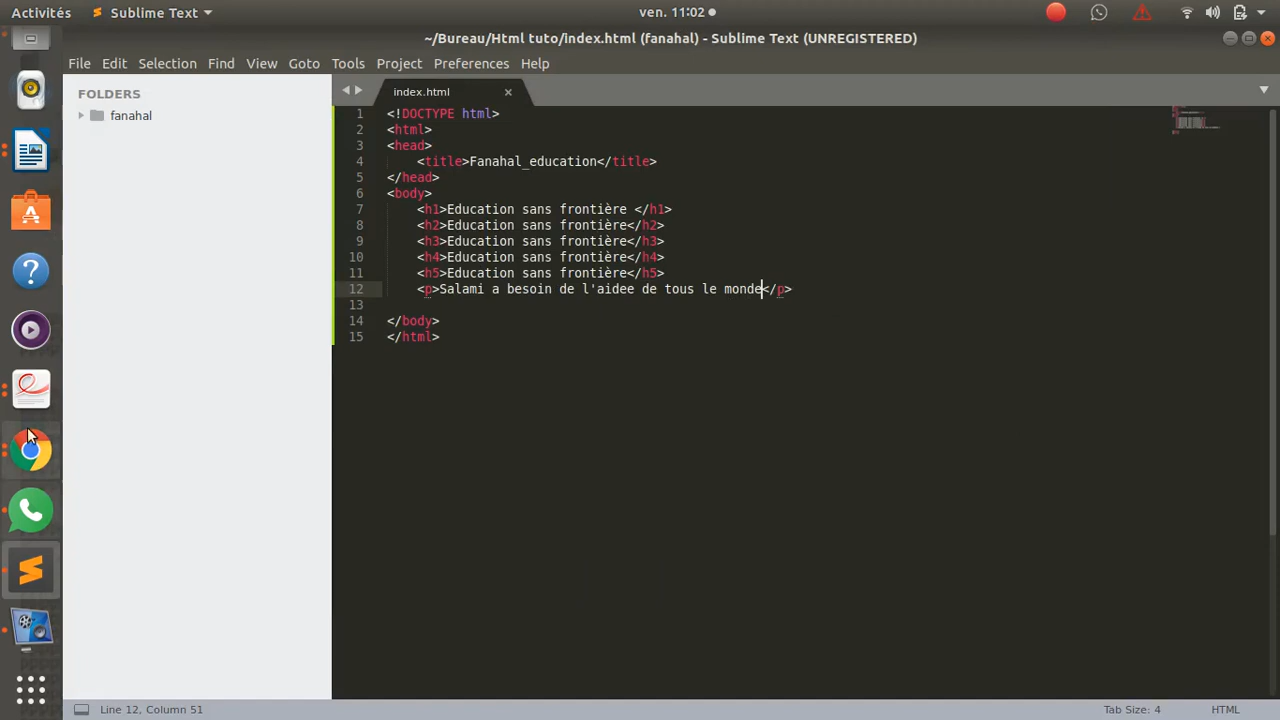 Activités Sublime Text ven. 11:02
~/Bureau/Html tuto/index.html (fanahal) - Sublime Text (UNREGISTERED)
File Edit Selection Find View Goto Tools Project Preferences Help
FOLDERS
fanahal
index.html
1 <!DOCTYPE html>
2 <html>
3 <head>
4 <title>Fanahal_education</title>
5 </head>
6 <body>
7 <h1>Education sans frontière </h1>
8 <h2>Education sans frontière</h2>
9 <h3>Education sans frontière</h3>
10 <h4>Education sans frontière</h4>
11 <h5>Education sans frontière</h5>
12 <p>Salami a besoin de l'aidee de tous le monde</p>
13
14 </body>
15 </html>
Line 12, Column 51 Tab Size: 4 HTML